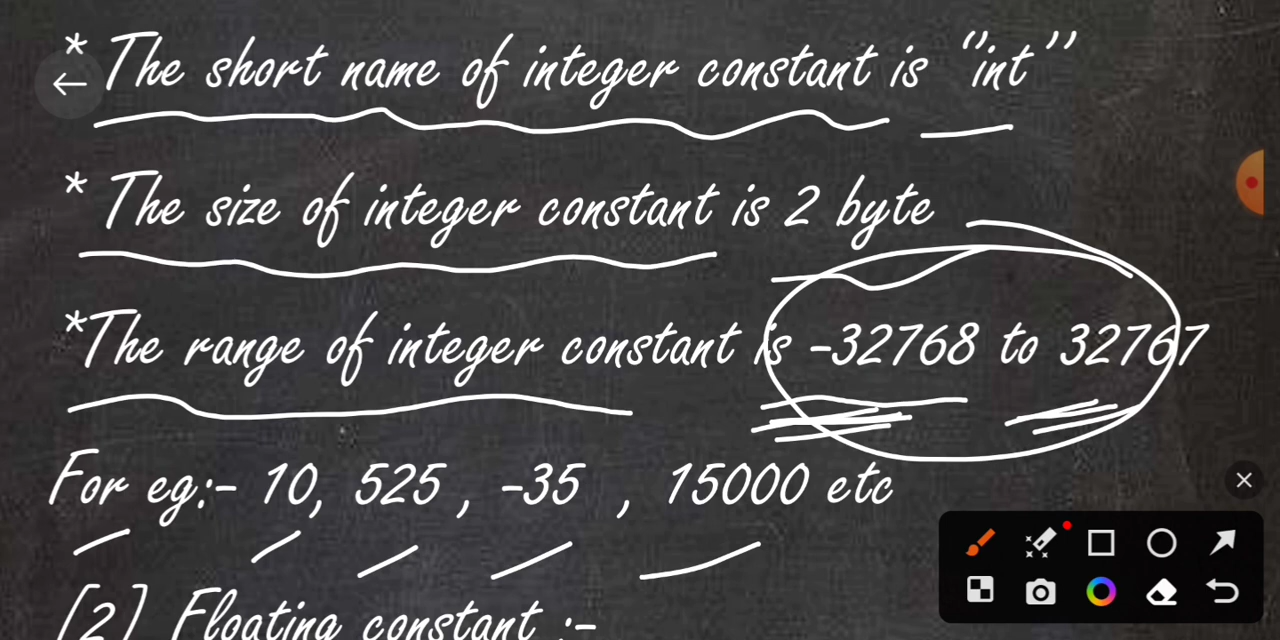 * The short name of integer constant is "int"
* The size of integer constant is 2 byte
*The range of integer constant is -32768 to 32767
For eg:- 10, 525 , -35 , 15000 etc
[2] Floating constant :-